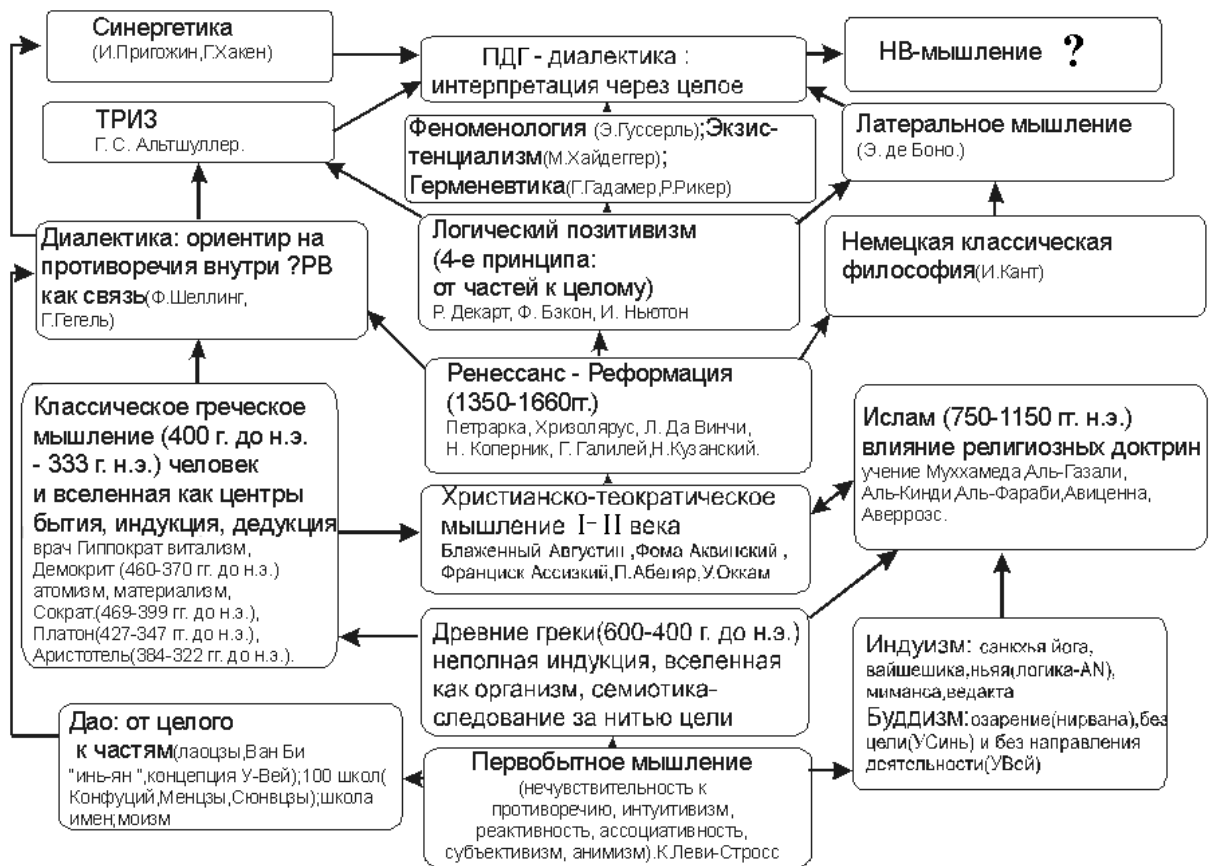 Синергетика
(И.Пригожин,Г.Хакен)
ПДГ - диалектика :
интерпретация через целое
НВ-мышление ?
ТРИЗ
Г. С. Альтшуллер.
Феноменология (Э.Гуссерль);Экзис-
тенциализм(М.Хайдеггер);
Герменевтика(Г.Гадамер,Р.Рикер)
Латеральное мышление
(Э. де Боно.)
Диалектика: ориентир на
противоречия внутри ?РВ
как связь(Ф.Шеллинг,
Г.Гегель)
Логический позитивизм
(4-е принципа:
от частей к целому)
Р. Декарт, Ф. Бэкон, И. Ньютон
Немецкая классическая
философия(И.Кант)
Классическое греческое
мышление (400 г. до н.э.
- 333 г. н.э.) человек
и вселенная как центры
бытия, индукция, дедукция
врач Гиппократ витализм,
Демокрит (460-370 гг. до н.э.)
атомизм, материализм,
Сократ.(469-399 гг. до н.э.),
Платон(427-347 гг. до н.э.),
Аристотель(384-322 гг. до н.э.).
Ренессанс - Реформация
(1350-1660гг.)
Петрарка, Хризолярус, Л. Да Винчи,
Н. Коперник, Г. Галилей,Н.Кузанский.
Ислам (750-1150 гг. н.э.)
влияние религиозных доктрин
учение Муххамеда,Аль-Газали,
Аль-Кинди,Аль-Фараби,Авиценна,
Аверроэс.
Христианско-теократическое
мышление I- II века
Блаженный Августин ,Фома Аквинский ,
Франциск Ассизкий,П.Абеляр,У.Оккам
Древние греки(600-400 г. до н.э.)
неполная индукция, вселенная
как организм, семиотика-
следование за нитью цели
Индуизм: санкхья йога,
вайшешика,ньяя(логика-AN),
миманса,ведакта
Буддизм:озарение(нирвана),без
цели(УСинь) и без направления
деятельности(УВей)
Дао: от целого
к частям(лаоцзы,Ван Би
"инь-ян ",концепция У-Вей);100 школ(
Конфуций,Менцзы,Сюнвцзы);школа
имен;моизм
Первобытное мышление
(нечувствительность к
противоречию, интуитивизм,
реактивность, ассоциативность,
субъективизм, анимизм).К.Леви-Стросс